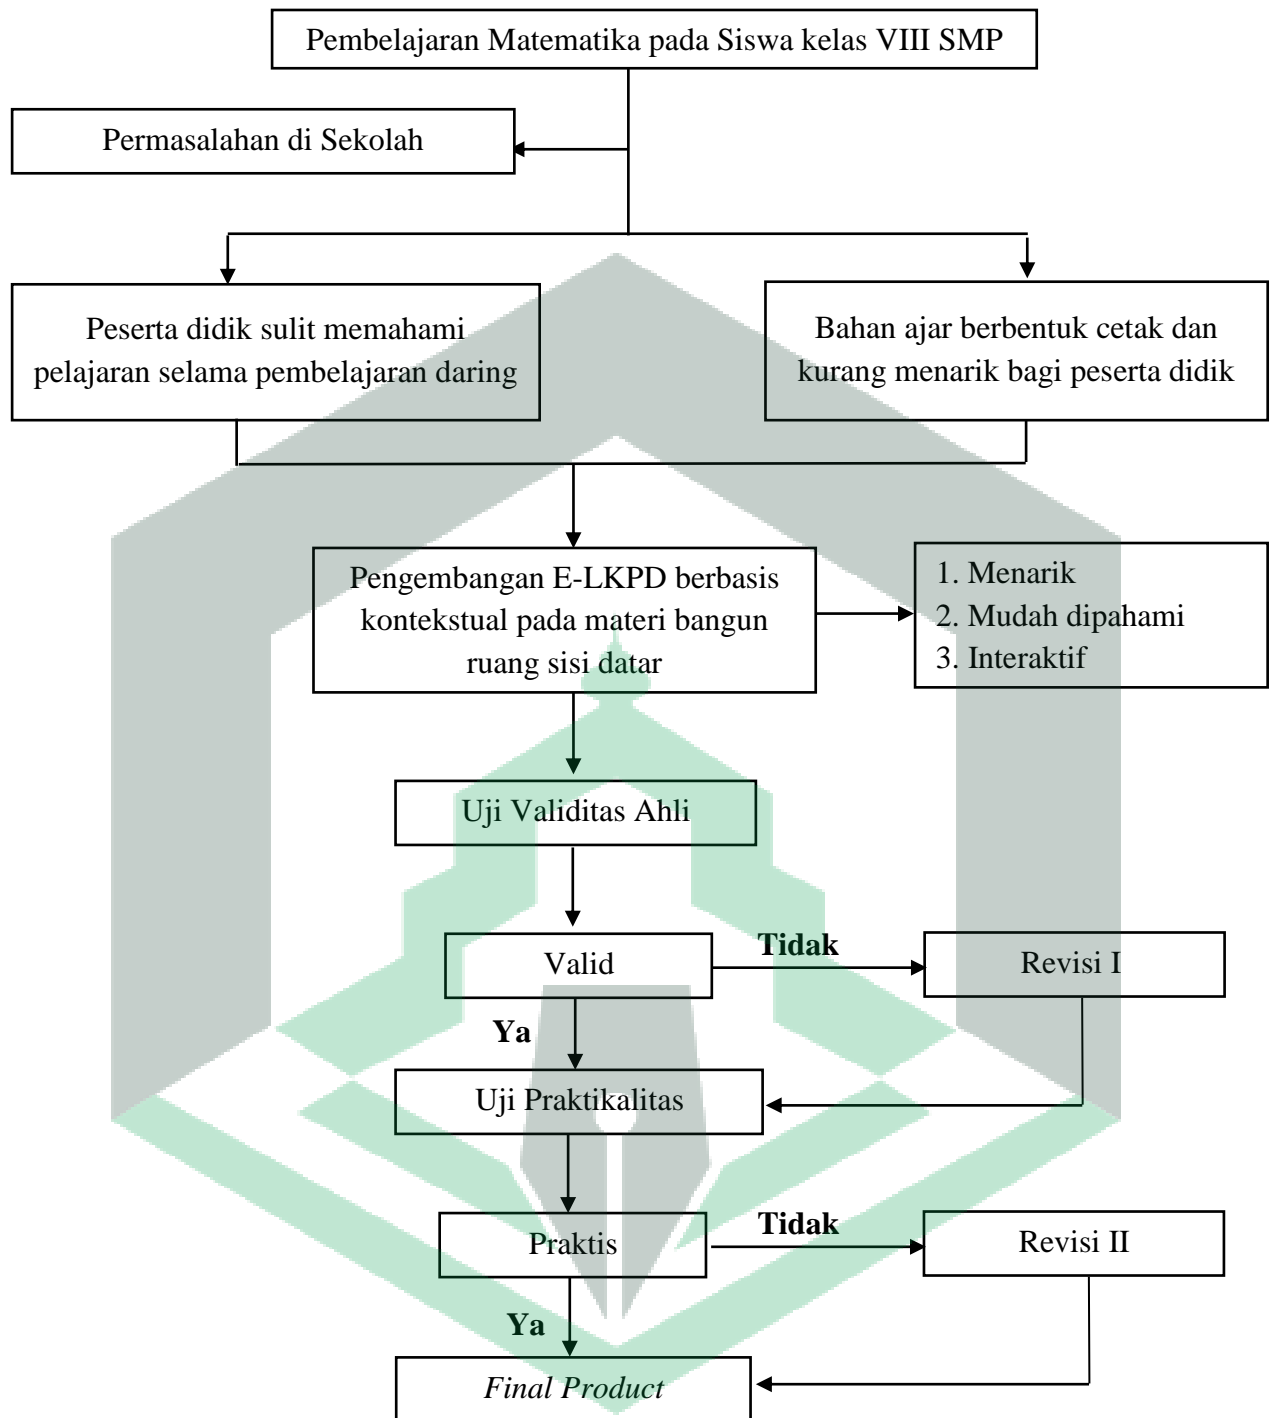 Pembelajaran Matematika pada Siswa kelas VIII SMP
Permasalahan di Sekolah
Peserta didik sulit memahami
pelajaran selama pembelajaran daring
Bahan ajar berbentuk cetak dan
kurang menarik bagi peserta didik
Pengembangan E-LKPD berbasis
kontekstual pada materi bangun
ruang sisi datar
1. Menarik
2. Mudah dipahami
3. Interaktif
Uji Validitas Ahli
Valid
Tidak
Revisi I
Ya
Uji Praktikalitas
Praktis
Tidak
Revisi II
Ya
Final Product